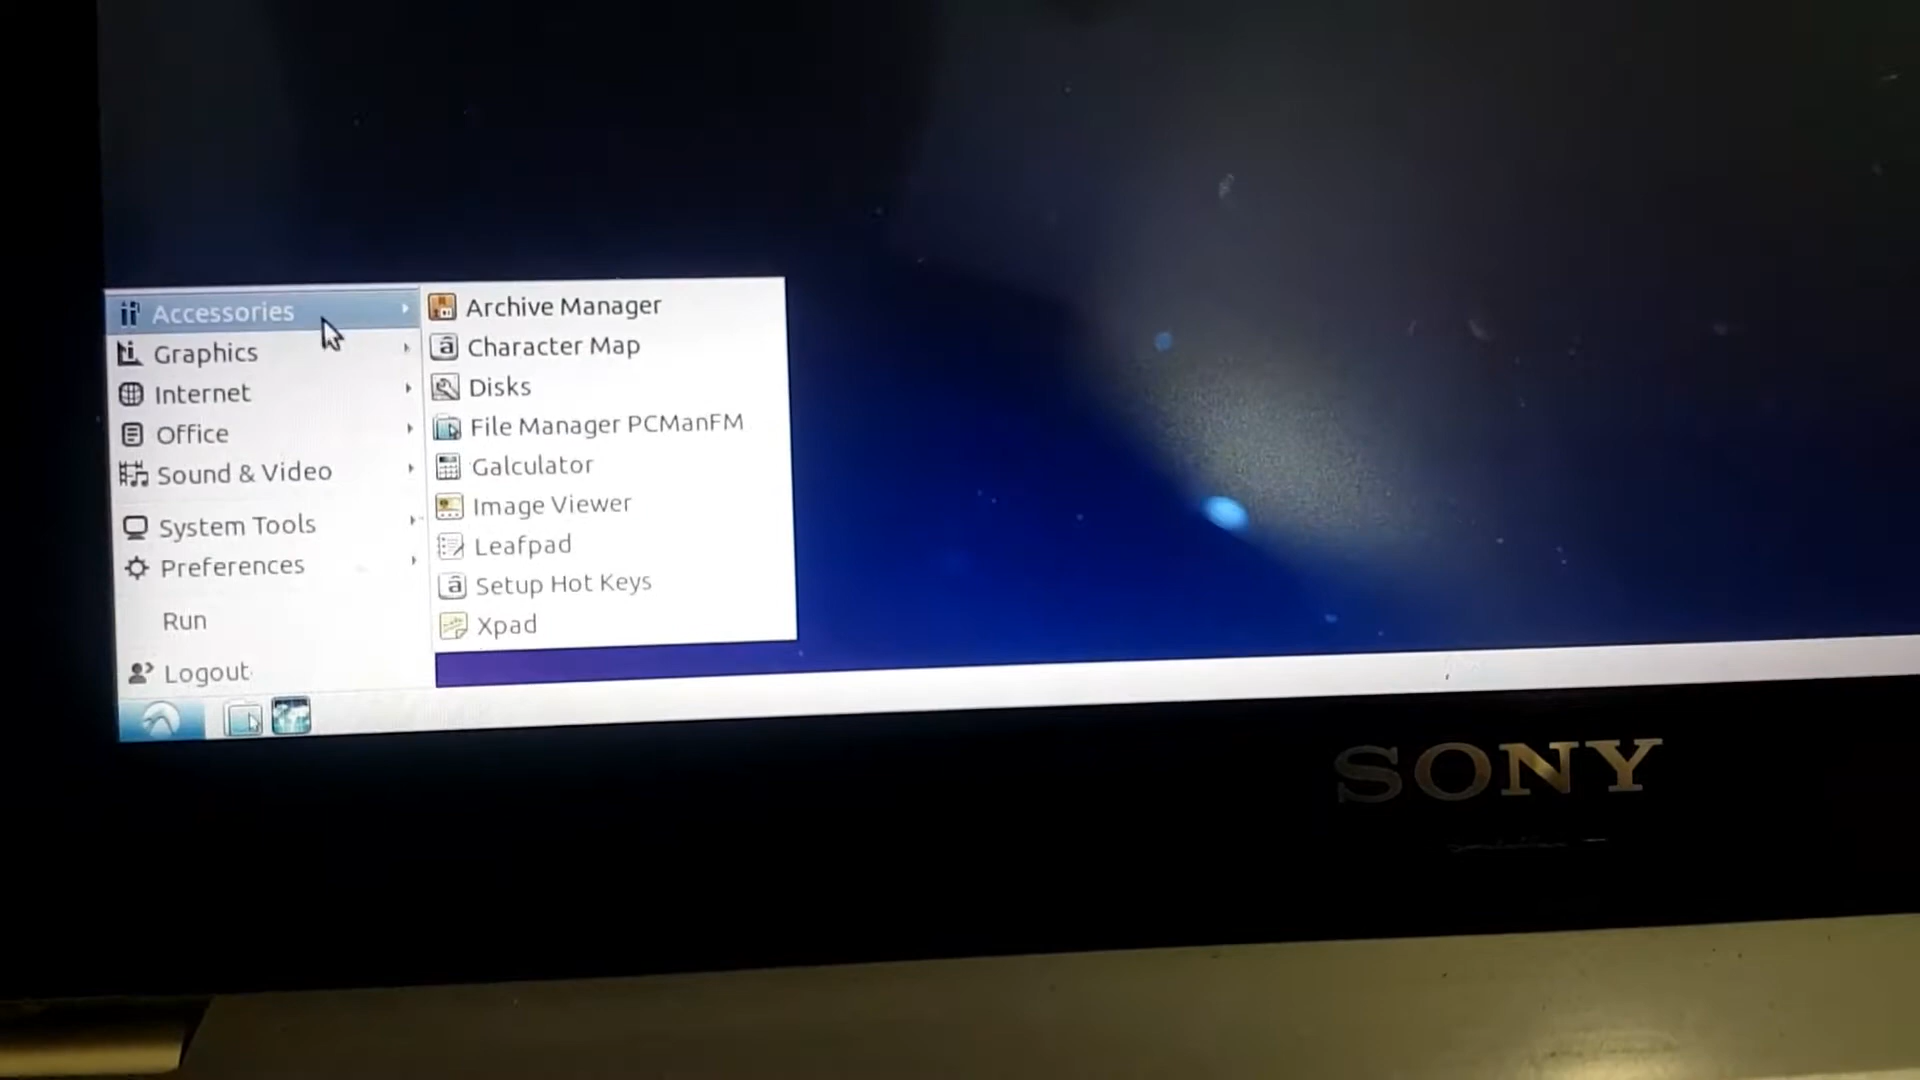 Accessories
Graphics
Internet
Office
Sound & Video
System Tools
Preferences
Run
Logout
Archive Manager
Character Map
Disks
File Manager PCManFM
Galculator
Image Viewer
Leafpad
Setup Hot Keys
Xpad
SONY